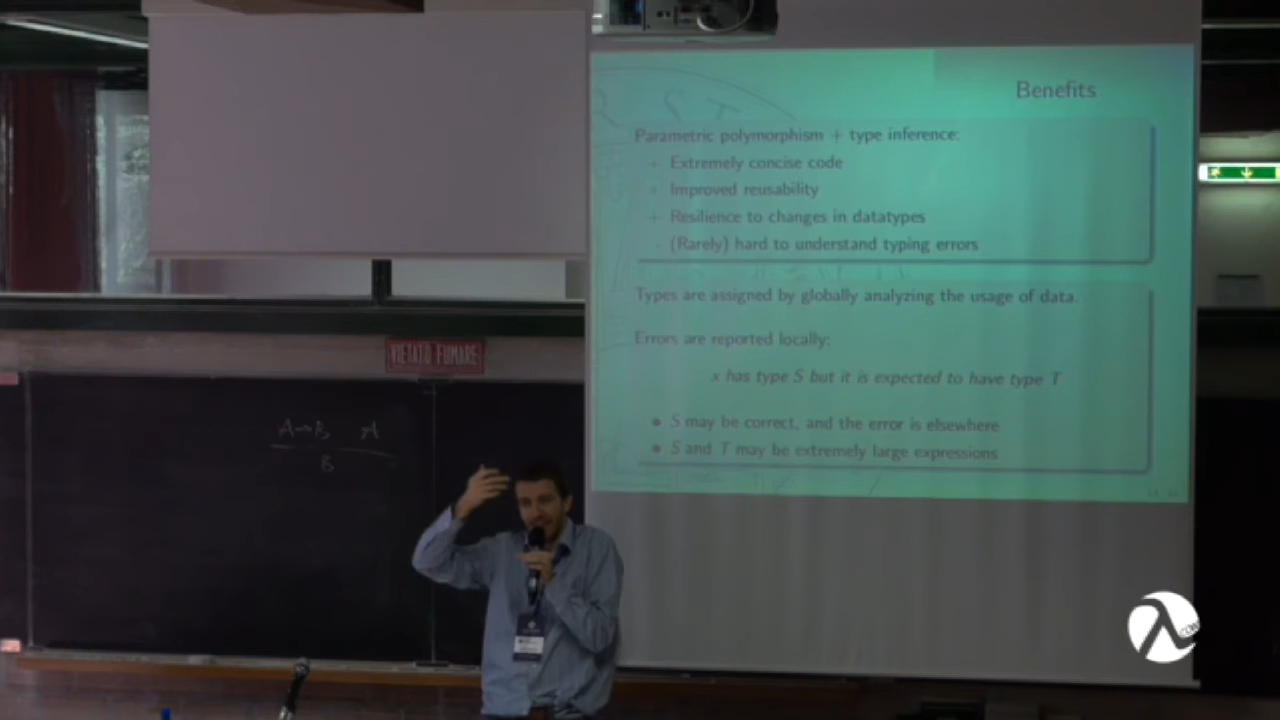 Benefits
Parametric polymorphism + type inference:
+ Extremely concise code
+ Improved reusability
+ Resilience to changes in datatypes
- (Rarely) hard to understand typing errors
Types are assigned by globally analyzing the usage of data.
Errors are reported locally:
x has type S but it is expected to have type T
• S may be correct, and the error is elsewhere
• S and T may be extremely large expressions
VIETATO FUMARE
A→B A
B
λ